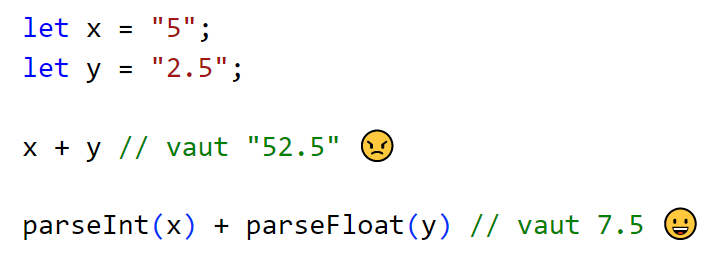 let x = "5";
let y = "2.5";
x + y // vaut "52.5" 😠
parseInt(x) + parseFloat(y) // vaut 7.5 😀